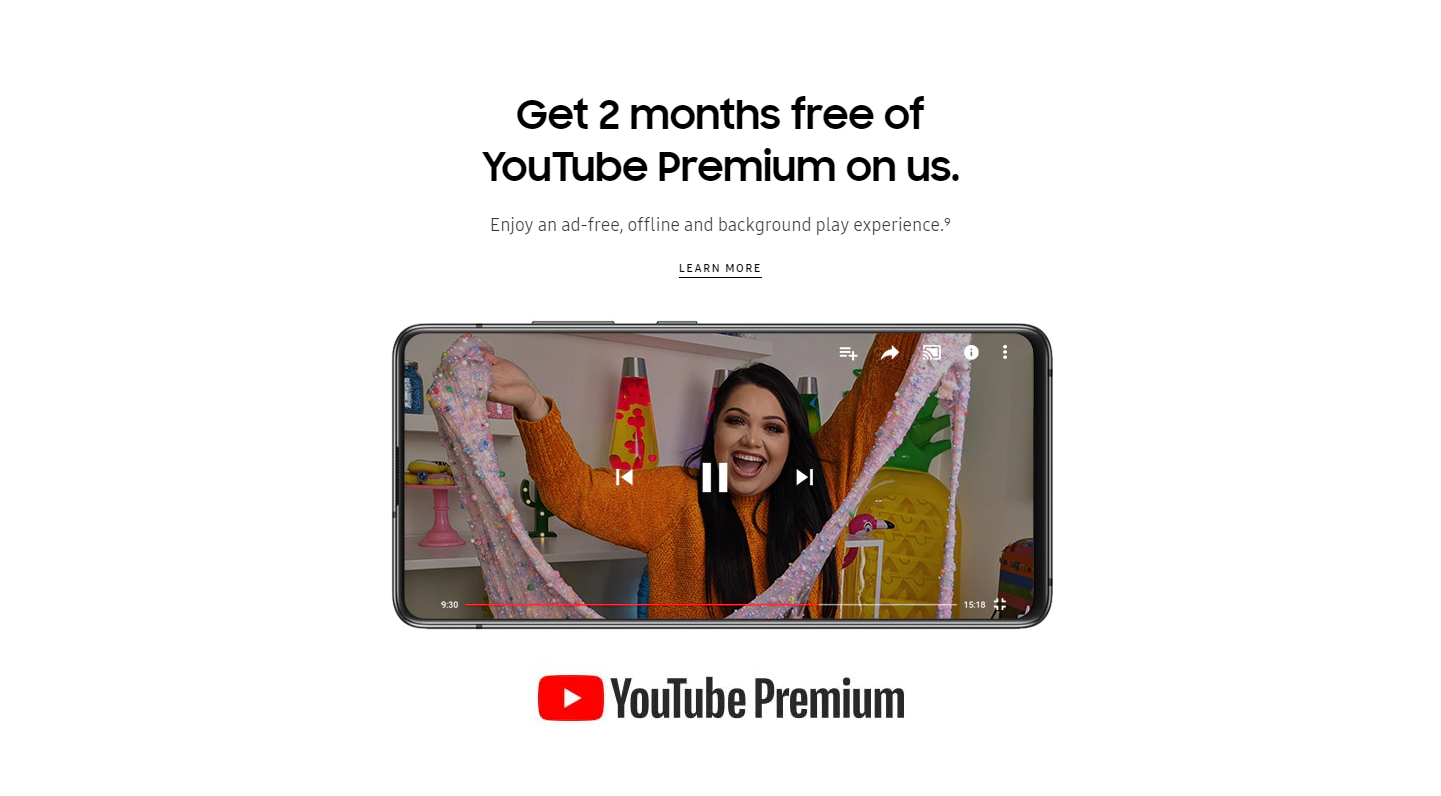 Get 2 months free of
YouTube Premium on us.
Enjoy an ad-free, offline and background play experience.⁹
LEARN MORE
9:30
15:18
YouTube Premium